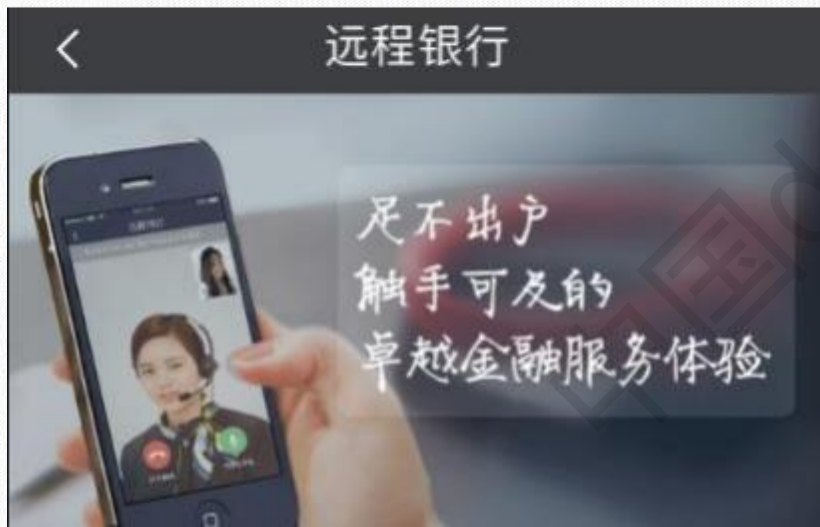 远程银行
足不出户
触手可及的
卓越金融服务体验